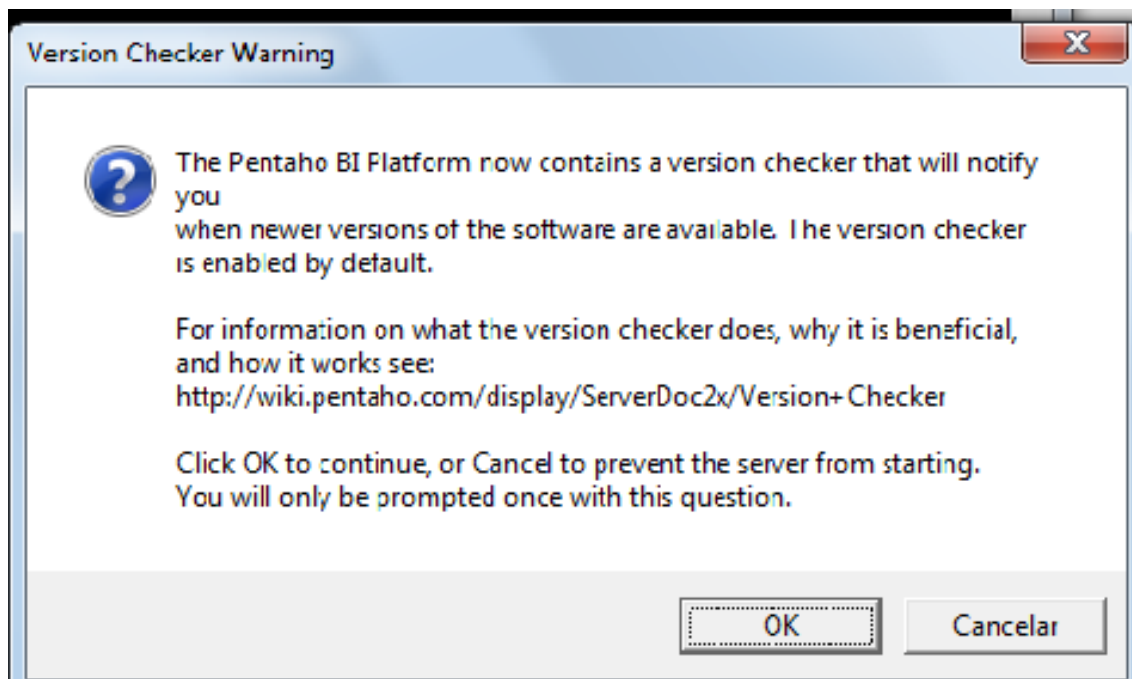 Version Checker Warning
The Pentaho BI Platform now contains a version checker that will notify
you
when newer versions of the software are available. The version checker
is enabled by default.
For information on what the version checker does, why it is beneficial,
and how it works see:
http://wiki.pentaho.com/display/ServerDoc2x/Version+Checker
Click OK to continue, or Cancel to prevent the server from starting.
You will only be prompted once with this question.
OK
Cancelar